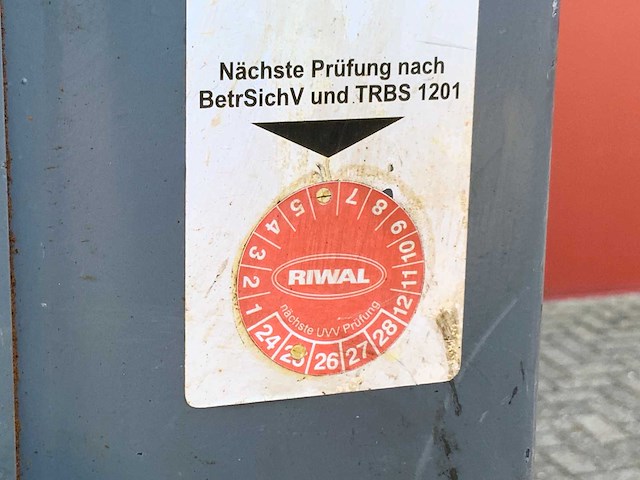 Nächste Prüfung nach
BetrSichV und TRBS 1201
1 2 3 4 5 7 8 9 10 11 12
RIWAL
nächste UVV Prüfung
24 25 26 27 28